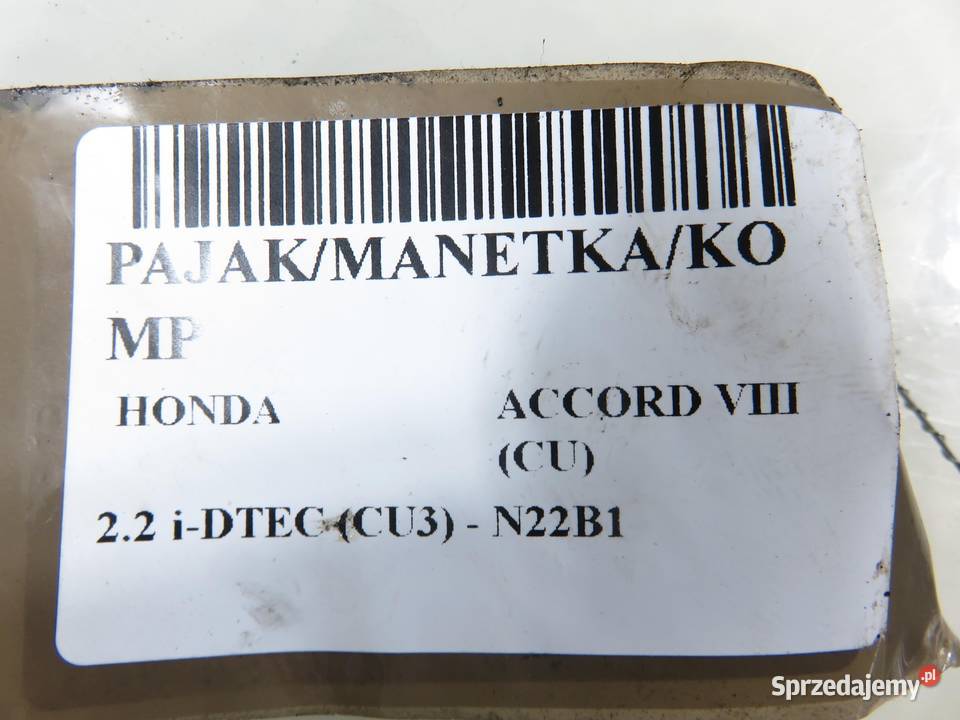 PAJAK/MANETKA/KO
MP
HONDA ACCORD VIII
(CU)
2.2 i-DTEC (CU3) - N22B1
Sprzedajemy.pl